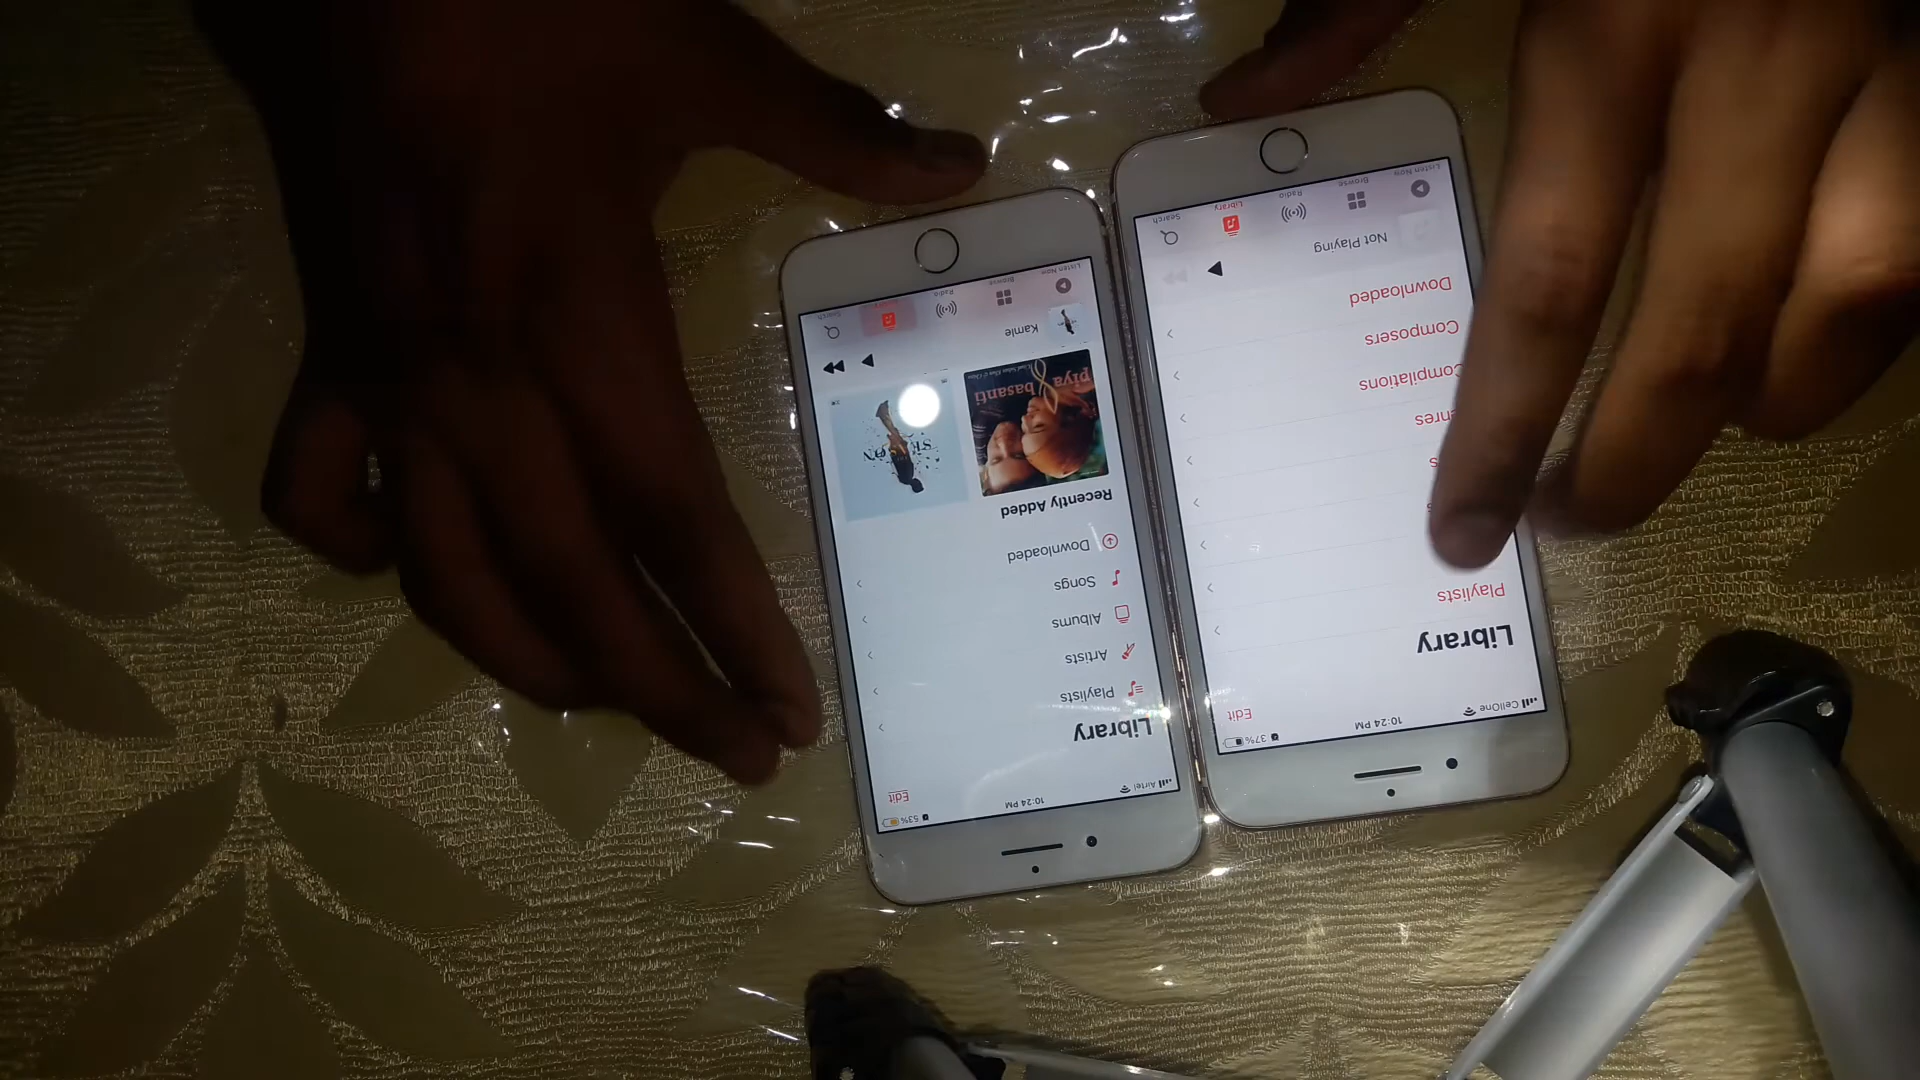 Airtel
10:24 PM
53%
Edit
Library
Playlists
Artists
Albums
Songs
Downloaded
Recently Added
piya basanti
Kamle
Listen Now
Browse
Radio
Search
CellOne
10:24 PM
37%
Edit
Library
Playlists
Compilations
Composers
Downloaded
Not Playing
Listen Now
Browse
Radio
Library
Search